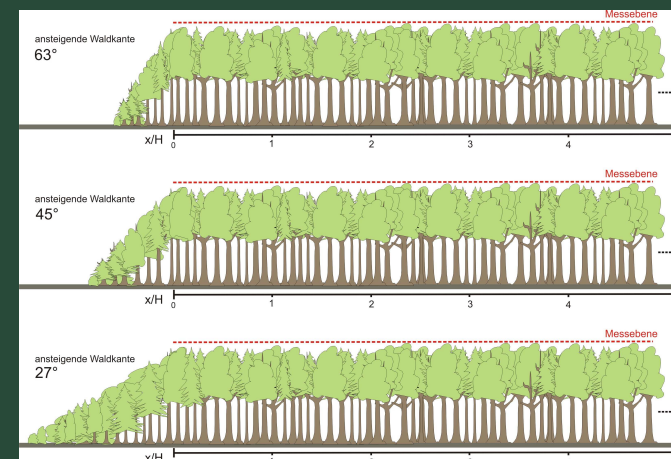 Messebene
ansteigende Waldkante
63°
x/H
0 1 2 3 4
Messebene
ansteigende Waldkante
45°
x/H
0 1 2 3 4
Messebene
ansteigende Waldkante
27°
x/H